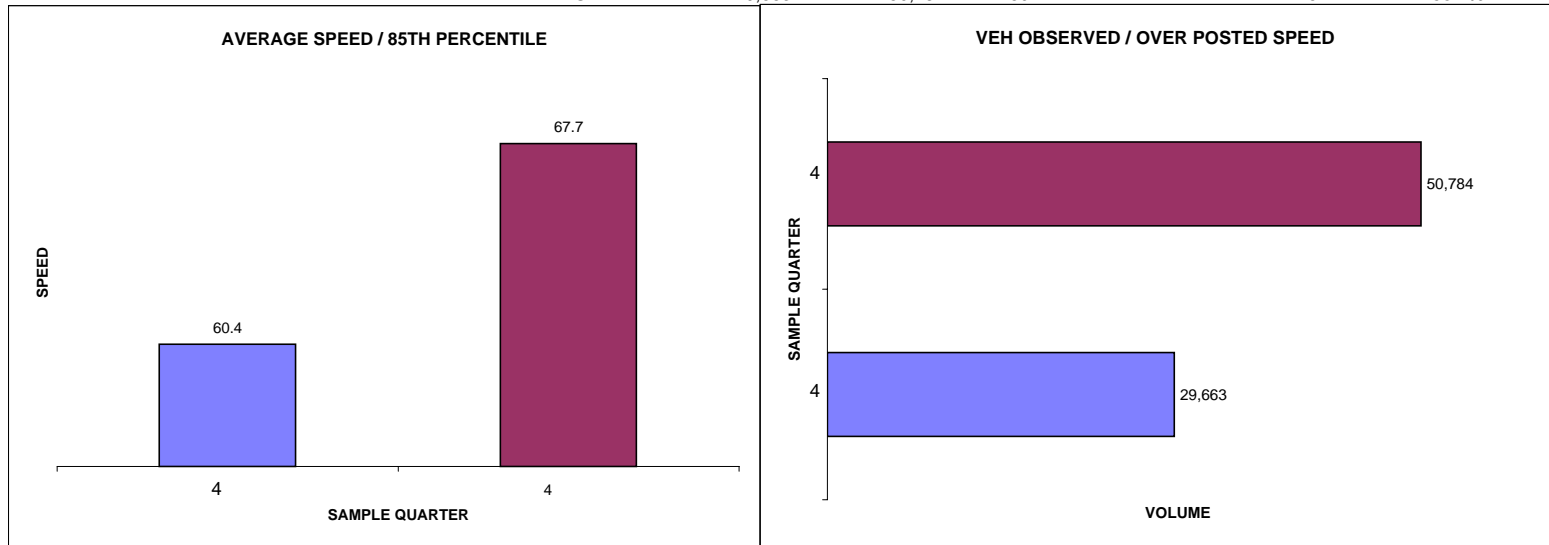 AVERAGE SPEED / 85TH PERCENTILE
67.7
SPEED
60.4
4
4
SAMPLE QUARTER
VEH OBSERVED / OVER POSTED SPEED
4
50,784
SAMPLE QUARTER
4
29,663
VOLUME